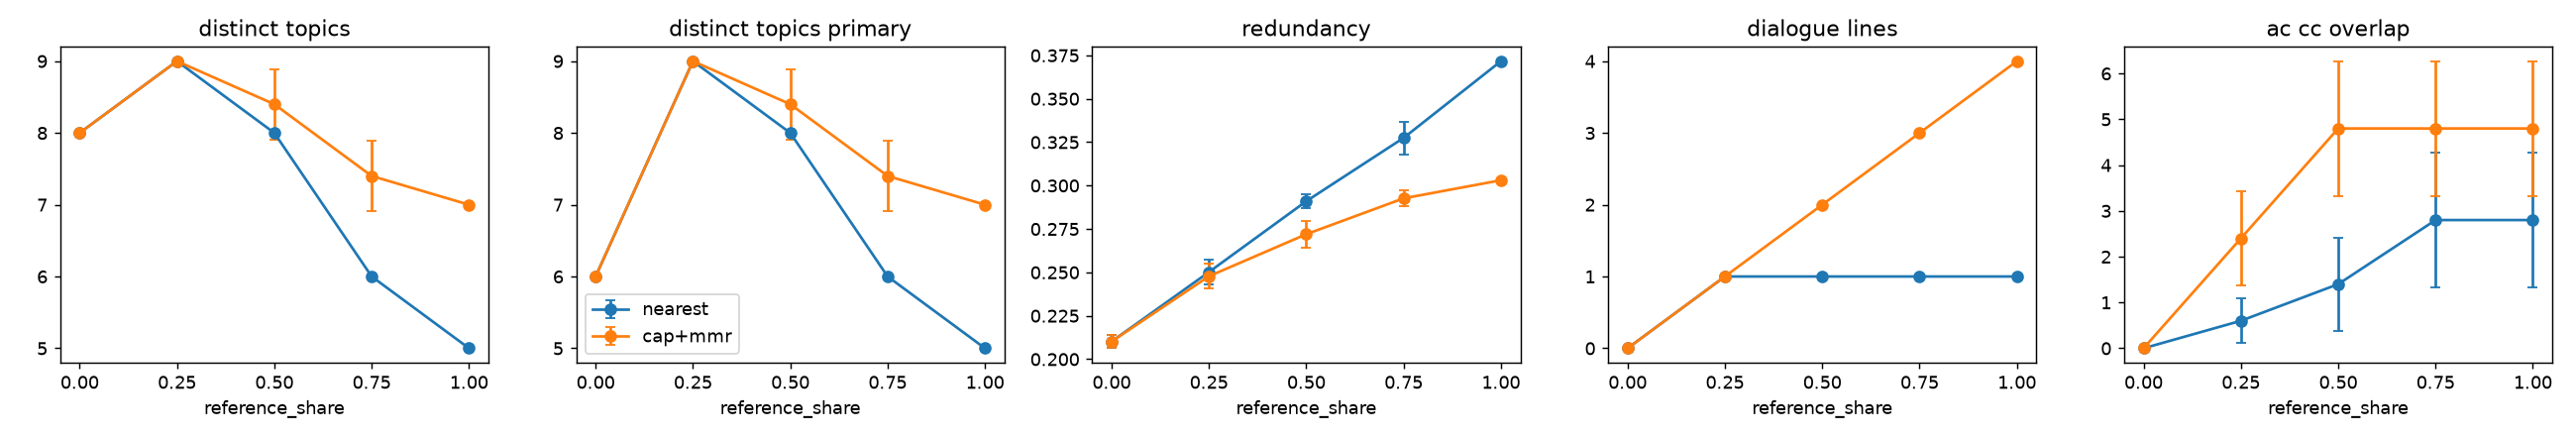 distinct topics
9
8
7
6
5
0.00 0.25 0.50 0.75 1.00
reference_share
distinct topics primary
9
8
7
6
5
nearest
cap+mmr
0.00 0.25 0.50 0.75 1.00
reference_share
redundancy
0.375
0.350
0.325
0.300
0.275
0.250
0.225
0.200
0.00 0.25 0.50 0.75 1.00
reference_share
dialogue lines
4
3
2
1
0
0.00 0.25 0.50 0.75 1.00
reference_share
ac cc overlap
6
5
4
3
2
1
0
0.00 0.25 0.50 0.75 1.00
reference_share